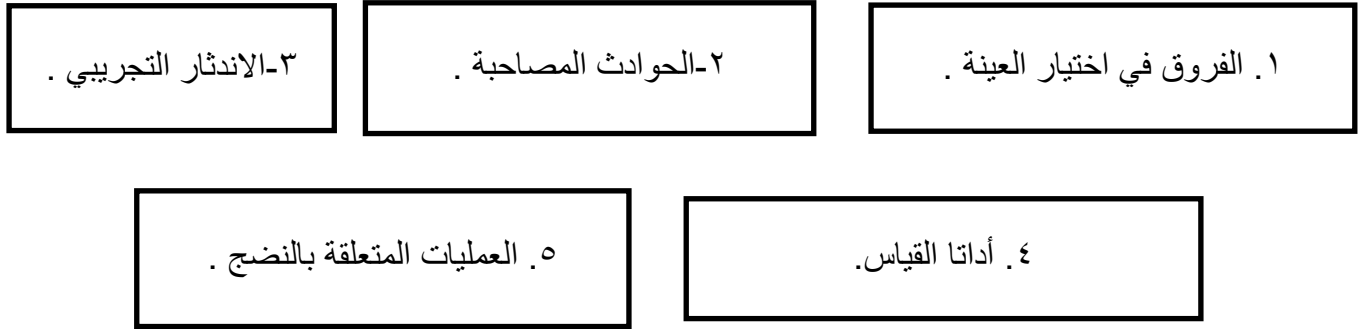 ١. الفروق في اختيار العينة .
٢-الحوادث المصاحبة .
٣-الاندثار التجريبي .
٤. أداتا القياس.
٥. العمليات المتعلقة بالنضج .